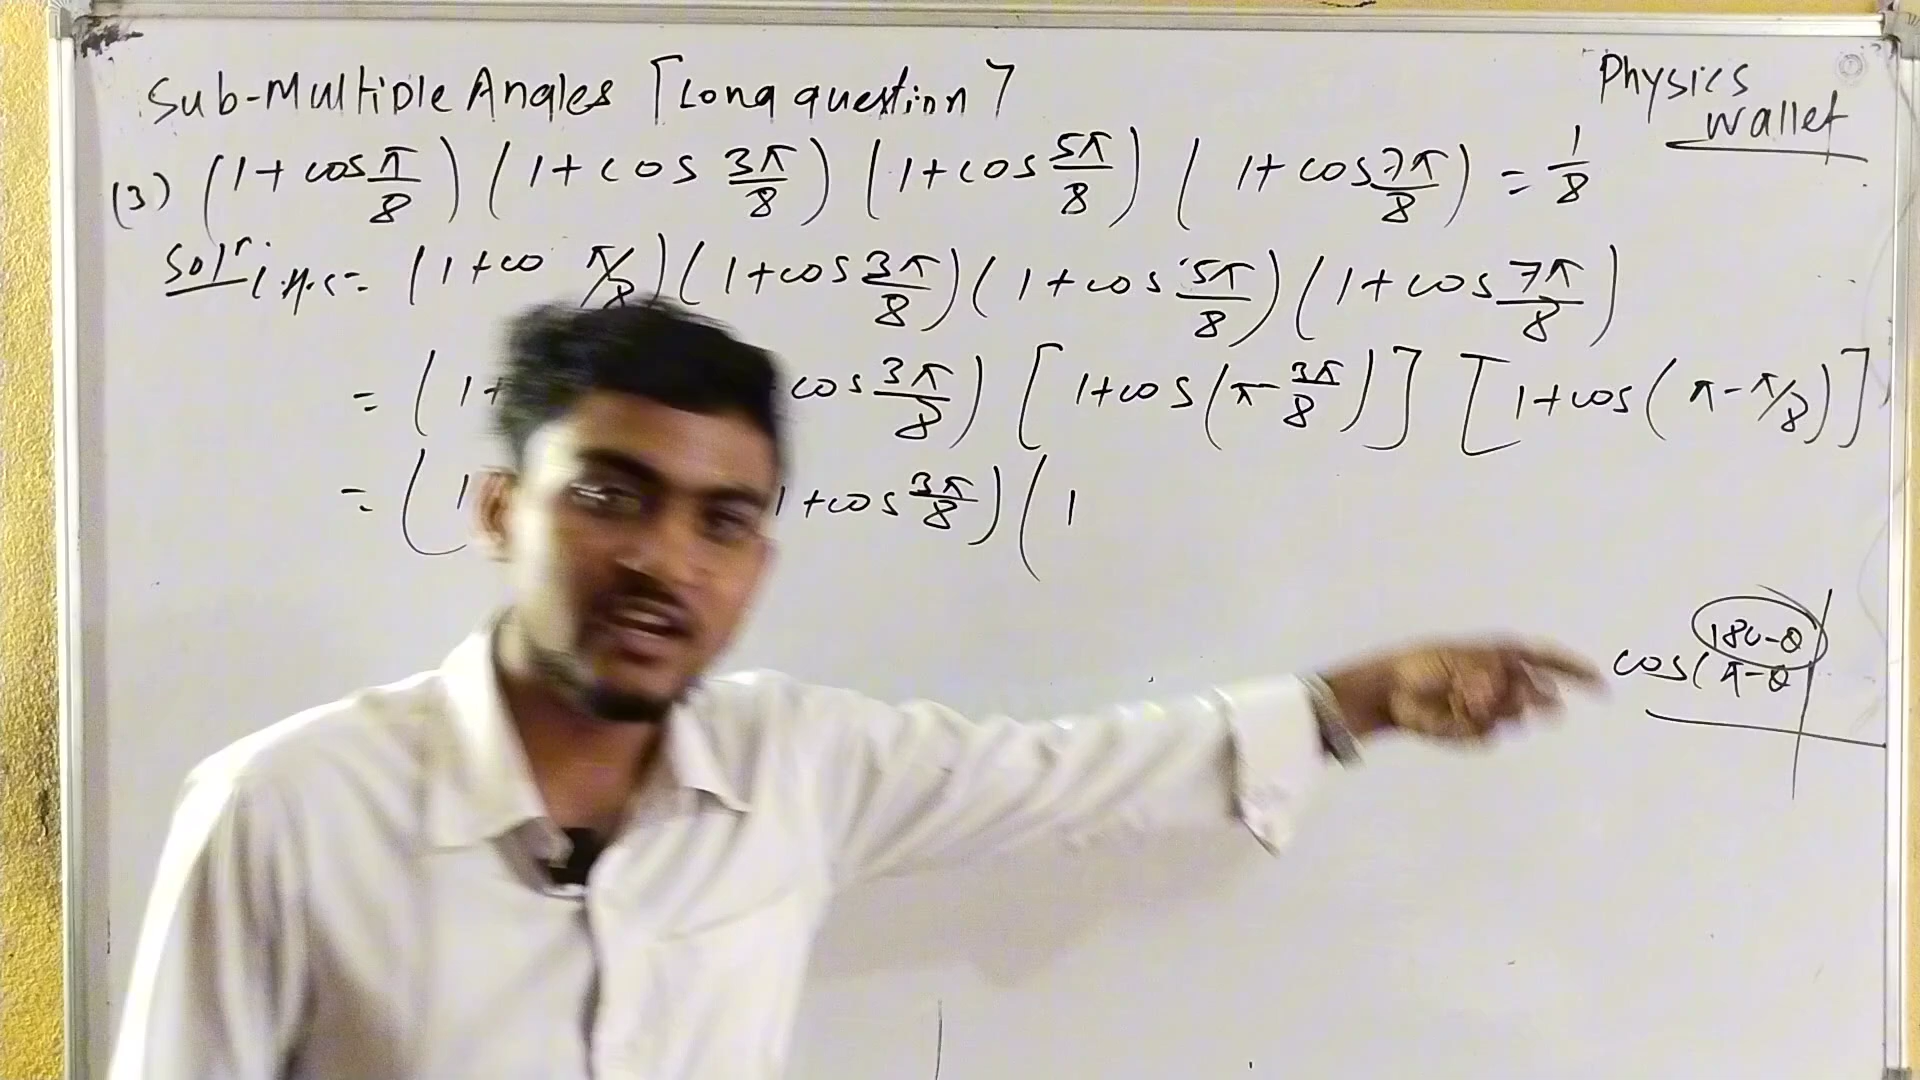 Sub-Multiple Angles [Long question]
Physics
Wallet
(3) (1+cos π/8) (1+cos 3π/8) (1+cos 5π/8) (1+cos 7π/8) = 1/8
Solⁿ: L.H.S = (1+co π/8) (1+cos 3π/8) (1+cos 5π/8) (1+cos 7π/8)
= (1+ cos 3π/8) [1+cos(π-3π/8)] [1+cos(π-π/8)]
= (1 1+cos 3π/8) (1
180-θ
cos(π-θ